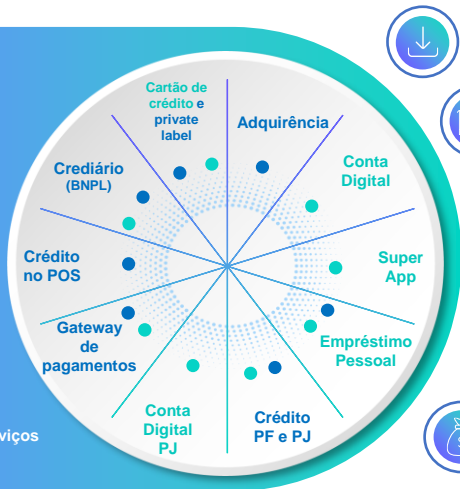 Cartão de
crédito e
private
label
Adquirência
Conta
Digital
Super
App
Empréstimo
Pessoal
Crédito
PF e PJ
Conta
Digital
PJ
Gateway
de
pagamentos
Crédito
no POS
Crediário
(BNPL)